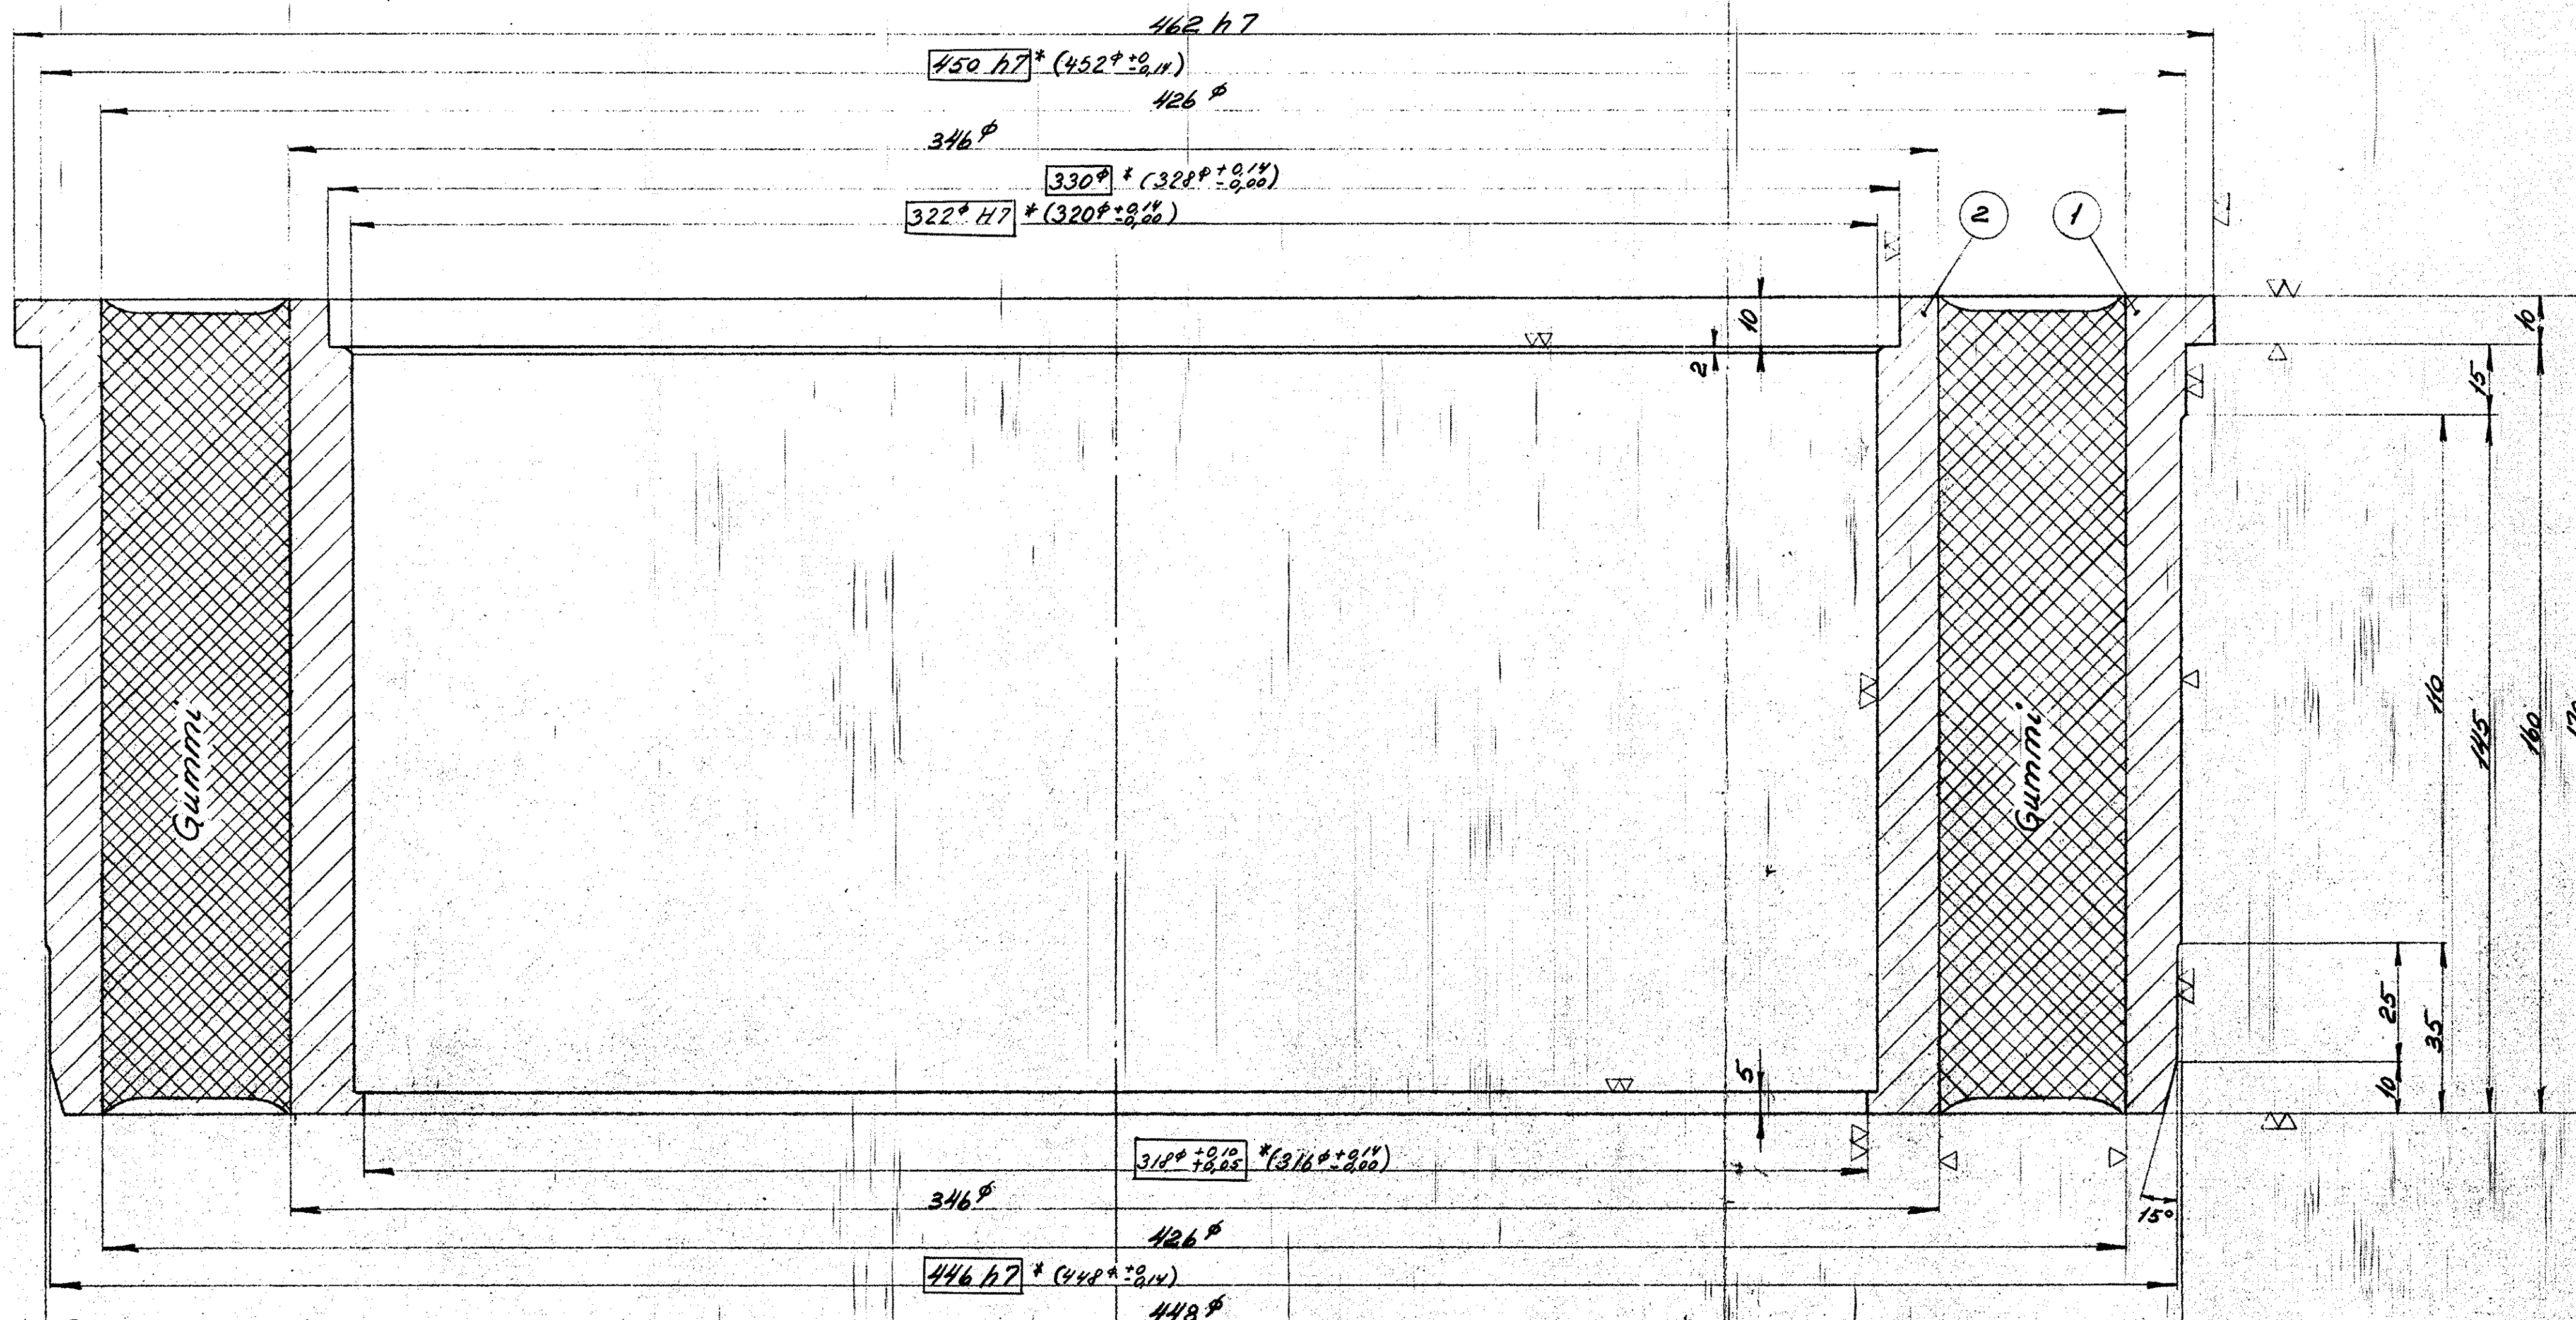 462 h7
450 h7 * (452 ⌀ +0 -0,14)
426 ⌀
346 ⌀
330 ⌀ * (328 ⌀ +0,14 -0,00)
322 ⌀ H7 * (320 ⌀ +0,14 -0,00)
2 1
10
2
10
15
Gummi
Gummi
110
145
160
25
35
10
5
318 ⌀ +0,10 +0,05 * (316 ⌀ +0,14 -0,00)
346 ⌀
15°
426 ⌀
446 h7 * (448 ⌀ +0 -0,14)
448 ⌀